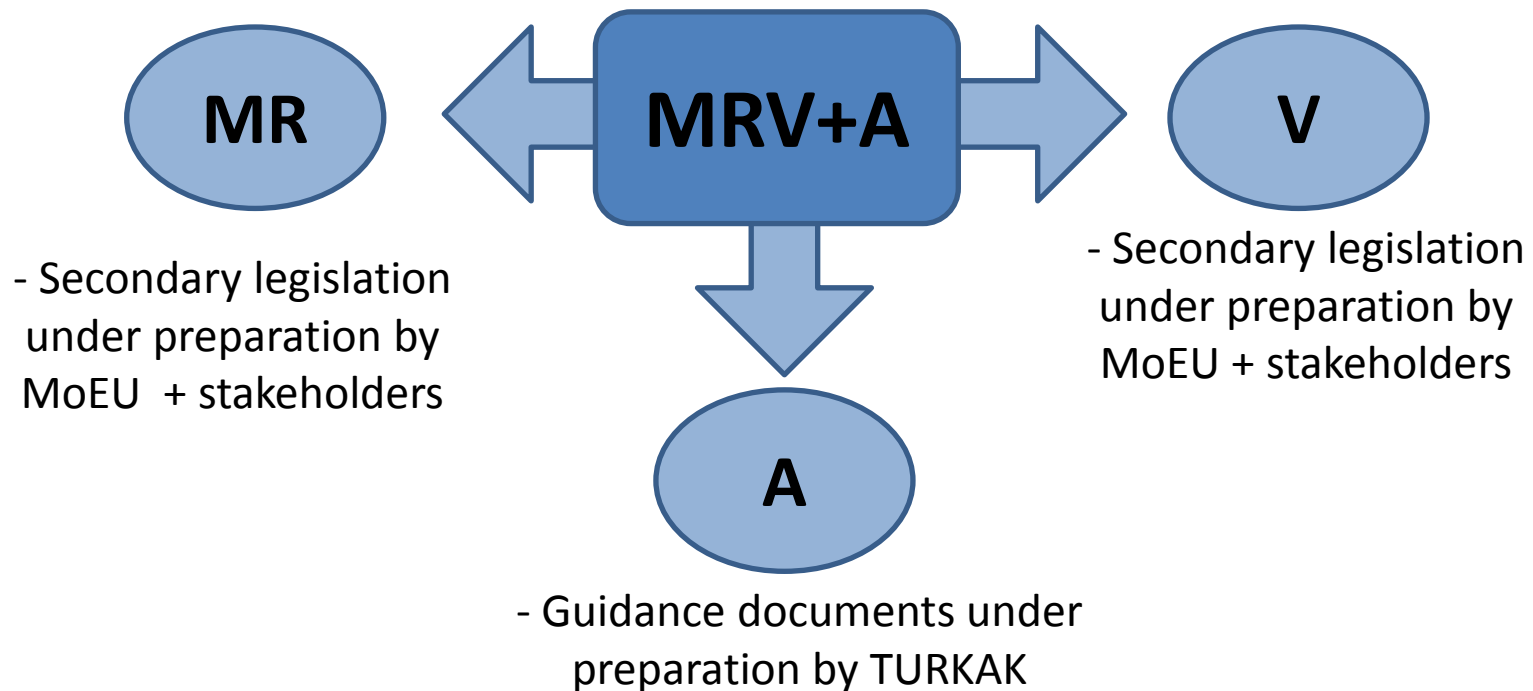 MR
MRV+A
V
- Secondary legislation
under preparation by
MoEU + stakeholders
- Secondary legislation
under preparation by
MoEU + stakeholders
A
- Guidance documents under
preparation by TURKAK